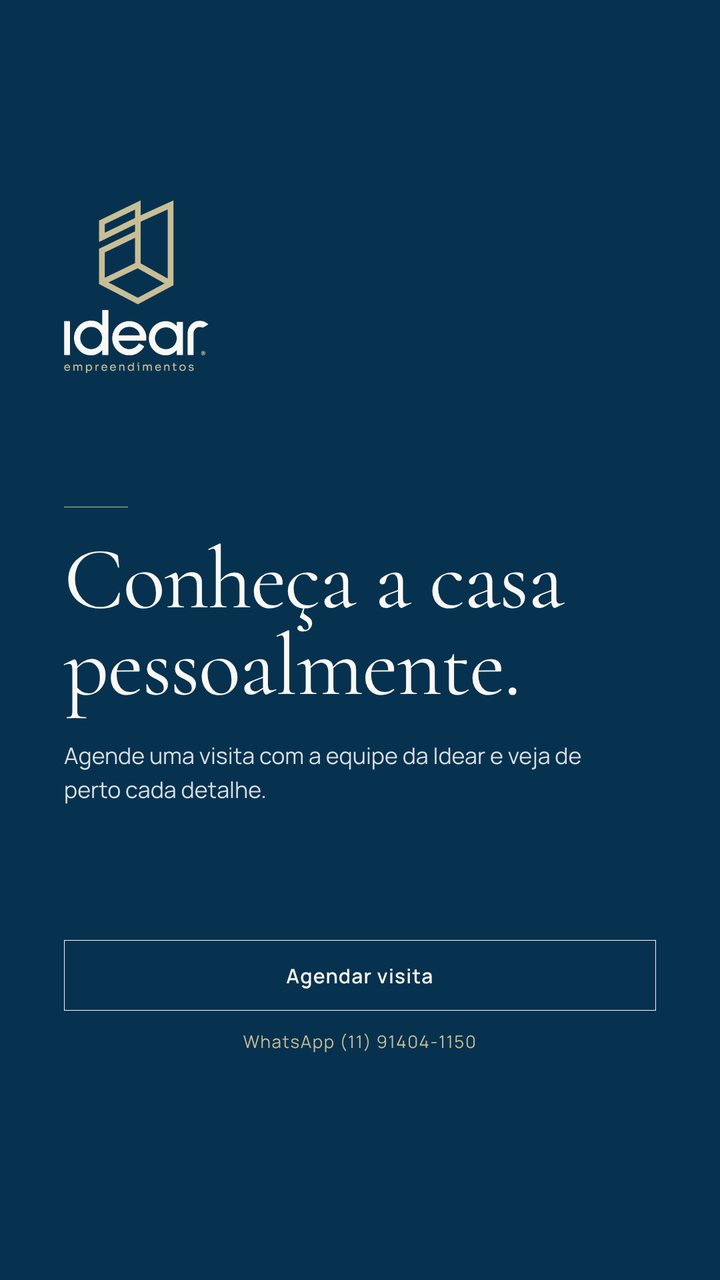 idear®
empreendimentos
Conheça a casa
pessoalmente.
Agende uma visita com a equipe da Idear e veja de
perto cada detalhe.
Agendar visita
WhatsApp (11) 91404-1150